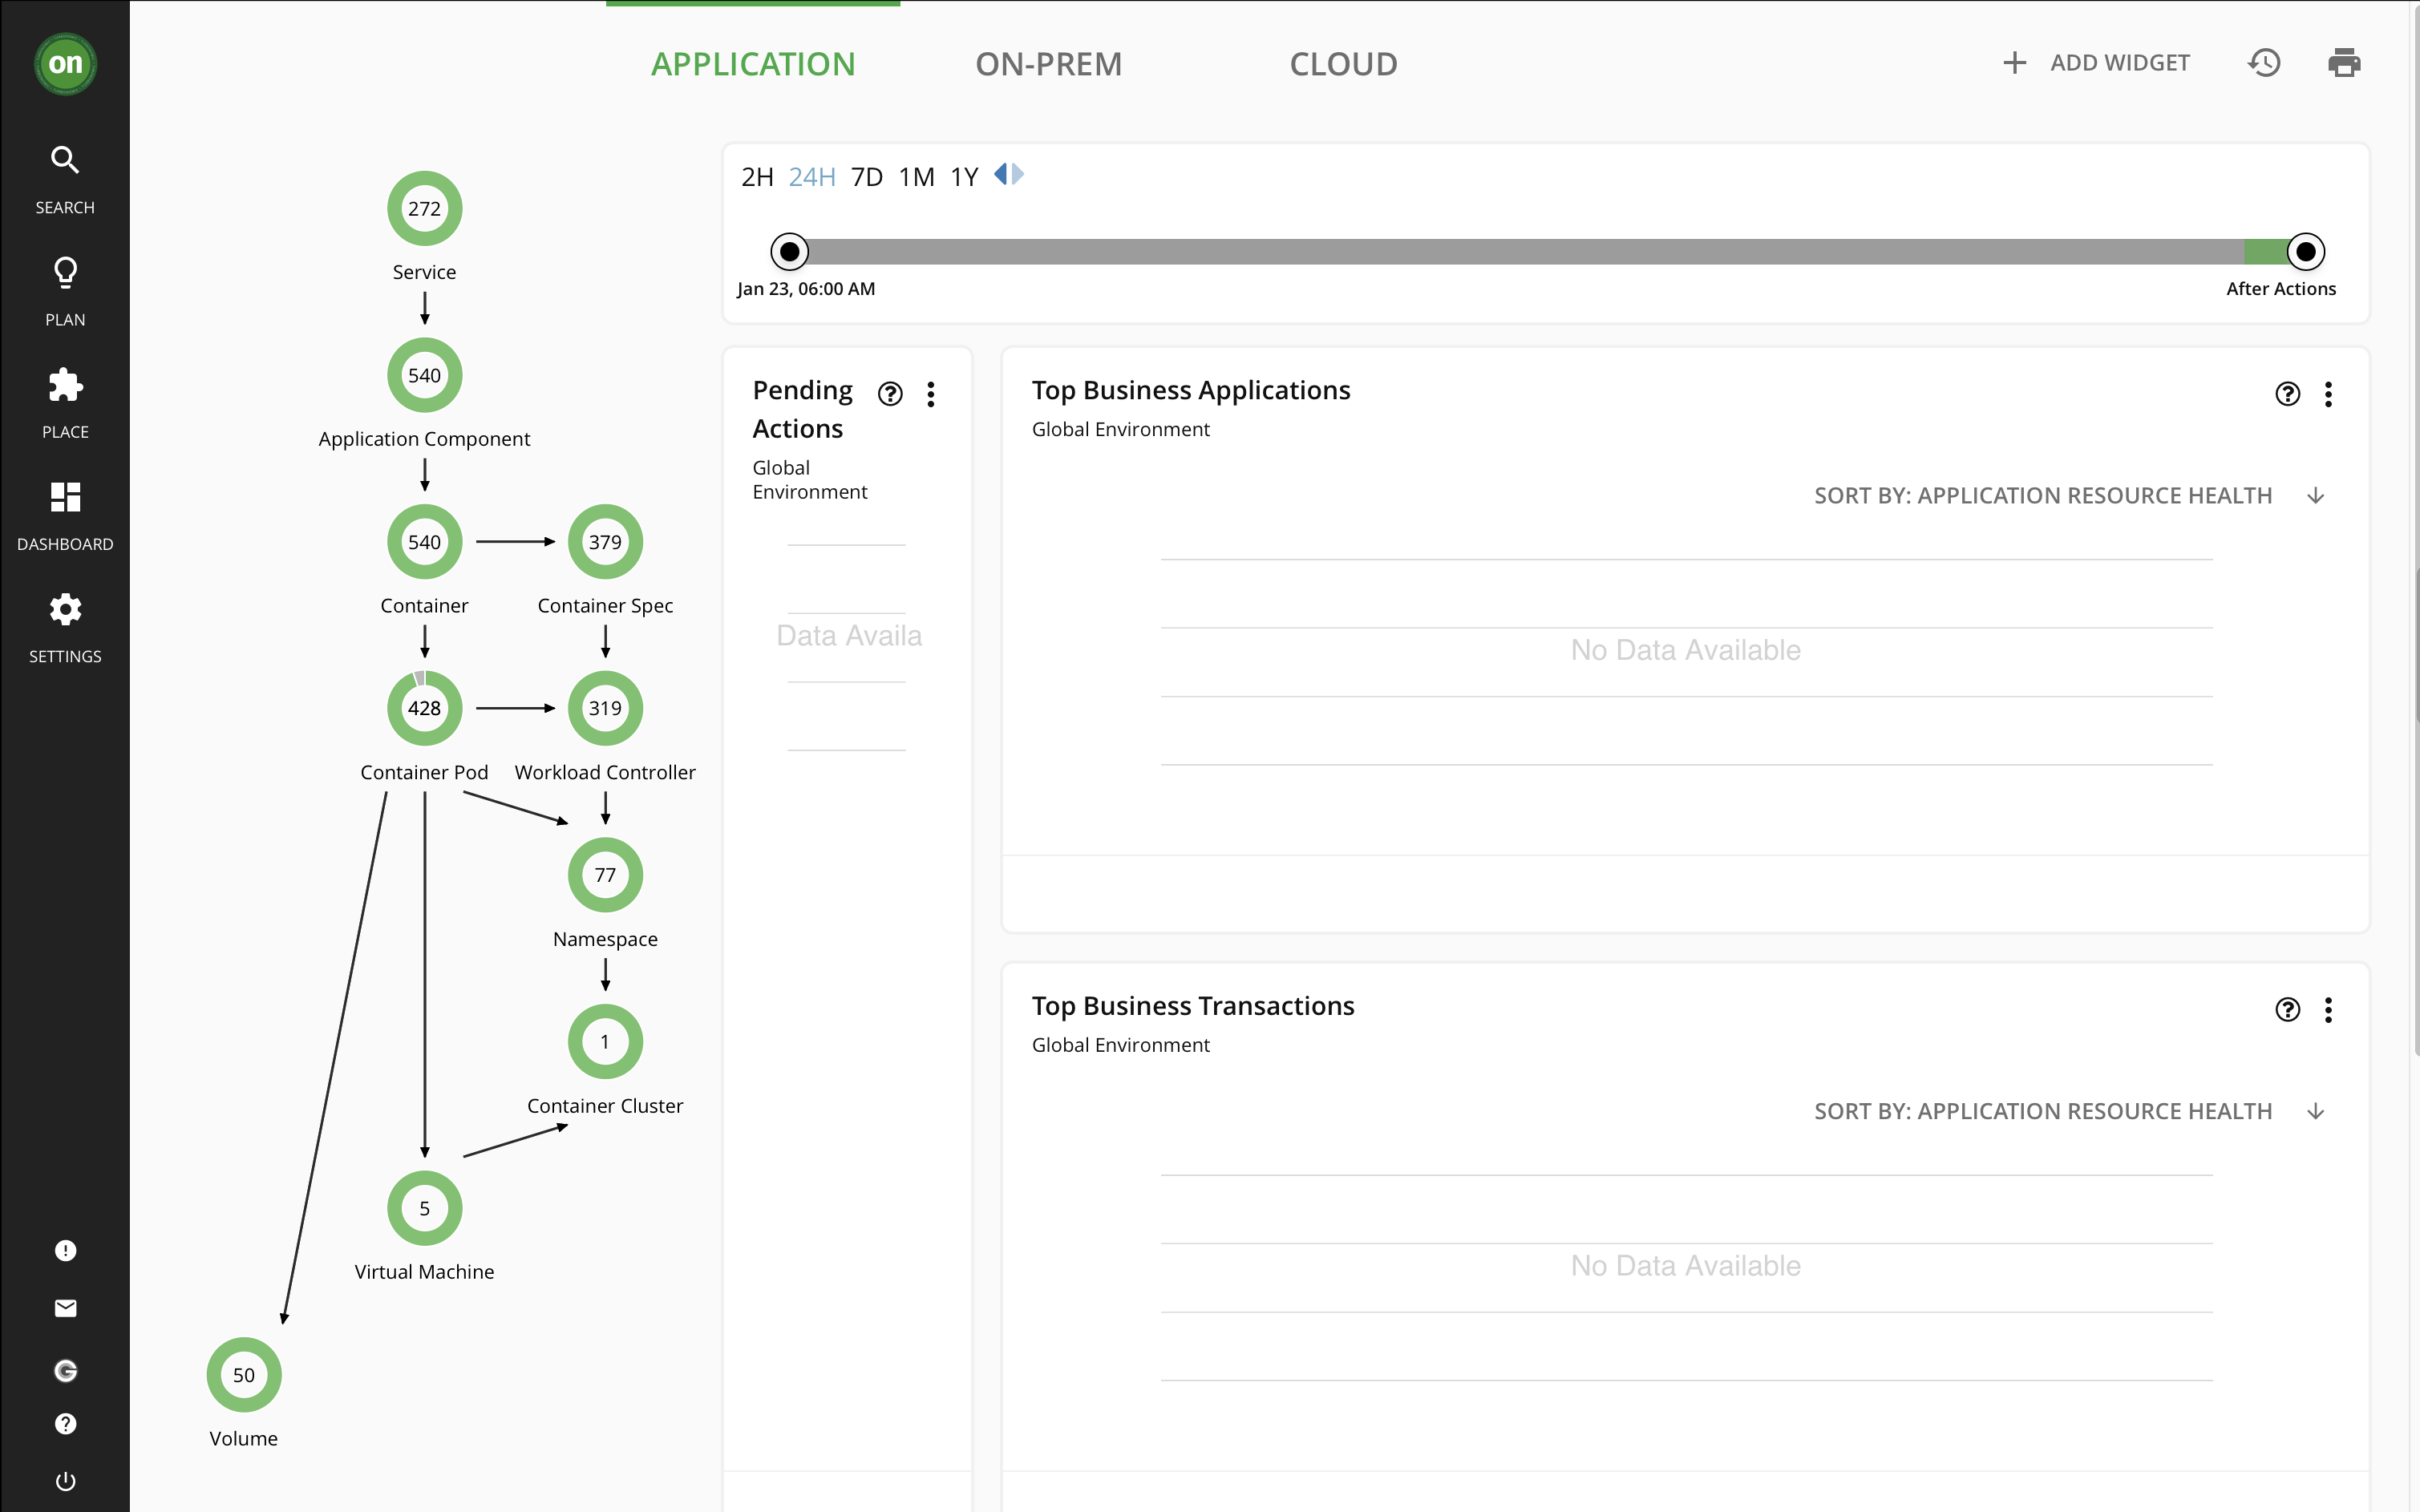 on
SEARCH
PLAN
PLACE
DASHBOARD
SETTINGS
APPLICATION
ON-PREM
CLOUD
ADD WIDGET
272
Service
540
Application Component
540
Container
379
Container Spec
428
Container Pod
319
Workload Controller
77
Namespace
1
Container Cluster
5
Virtual Machine
50
Volume
2H 24H 7D 1M 1Y
Jan 23, 06:00 AM
After Actions
Pending
Actions
Global
Environment
Data Availa
Top Business Applications
Global Environment
SORT BY: APPLICATION RESOURCE HEALTH
No Data Available
Top Business Transactions
Global Environment
SORT BY: APPLICATION RESOURCE HEALTH
No Data Available